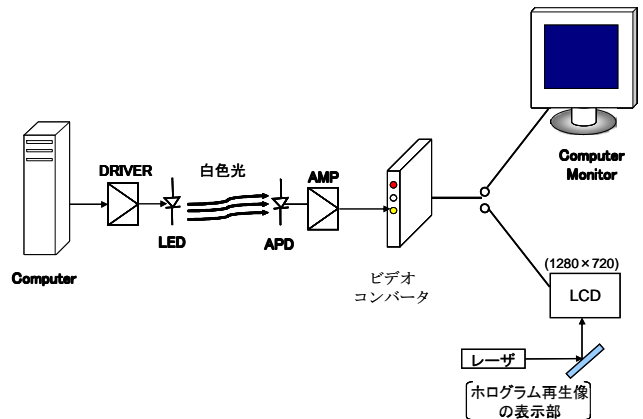 Computer
DRIVER
LED
白色光
APD
AMP
ビデオ
コンバータ
Computer
Monitor
(1280×720)
LCD
レーザ
ホログラム再生像
の表示部